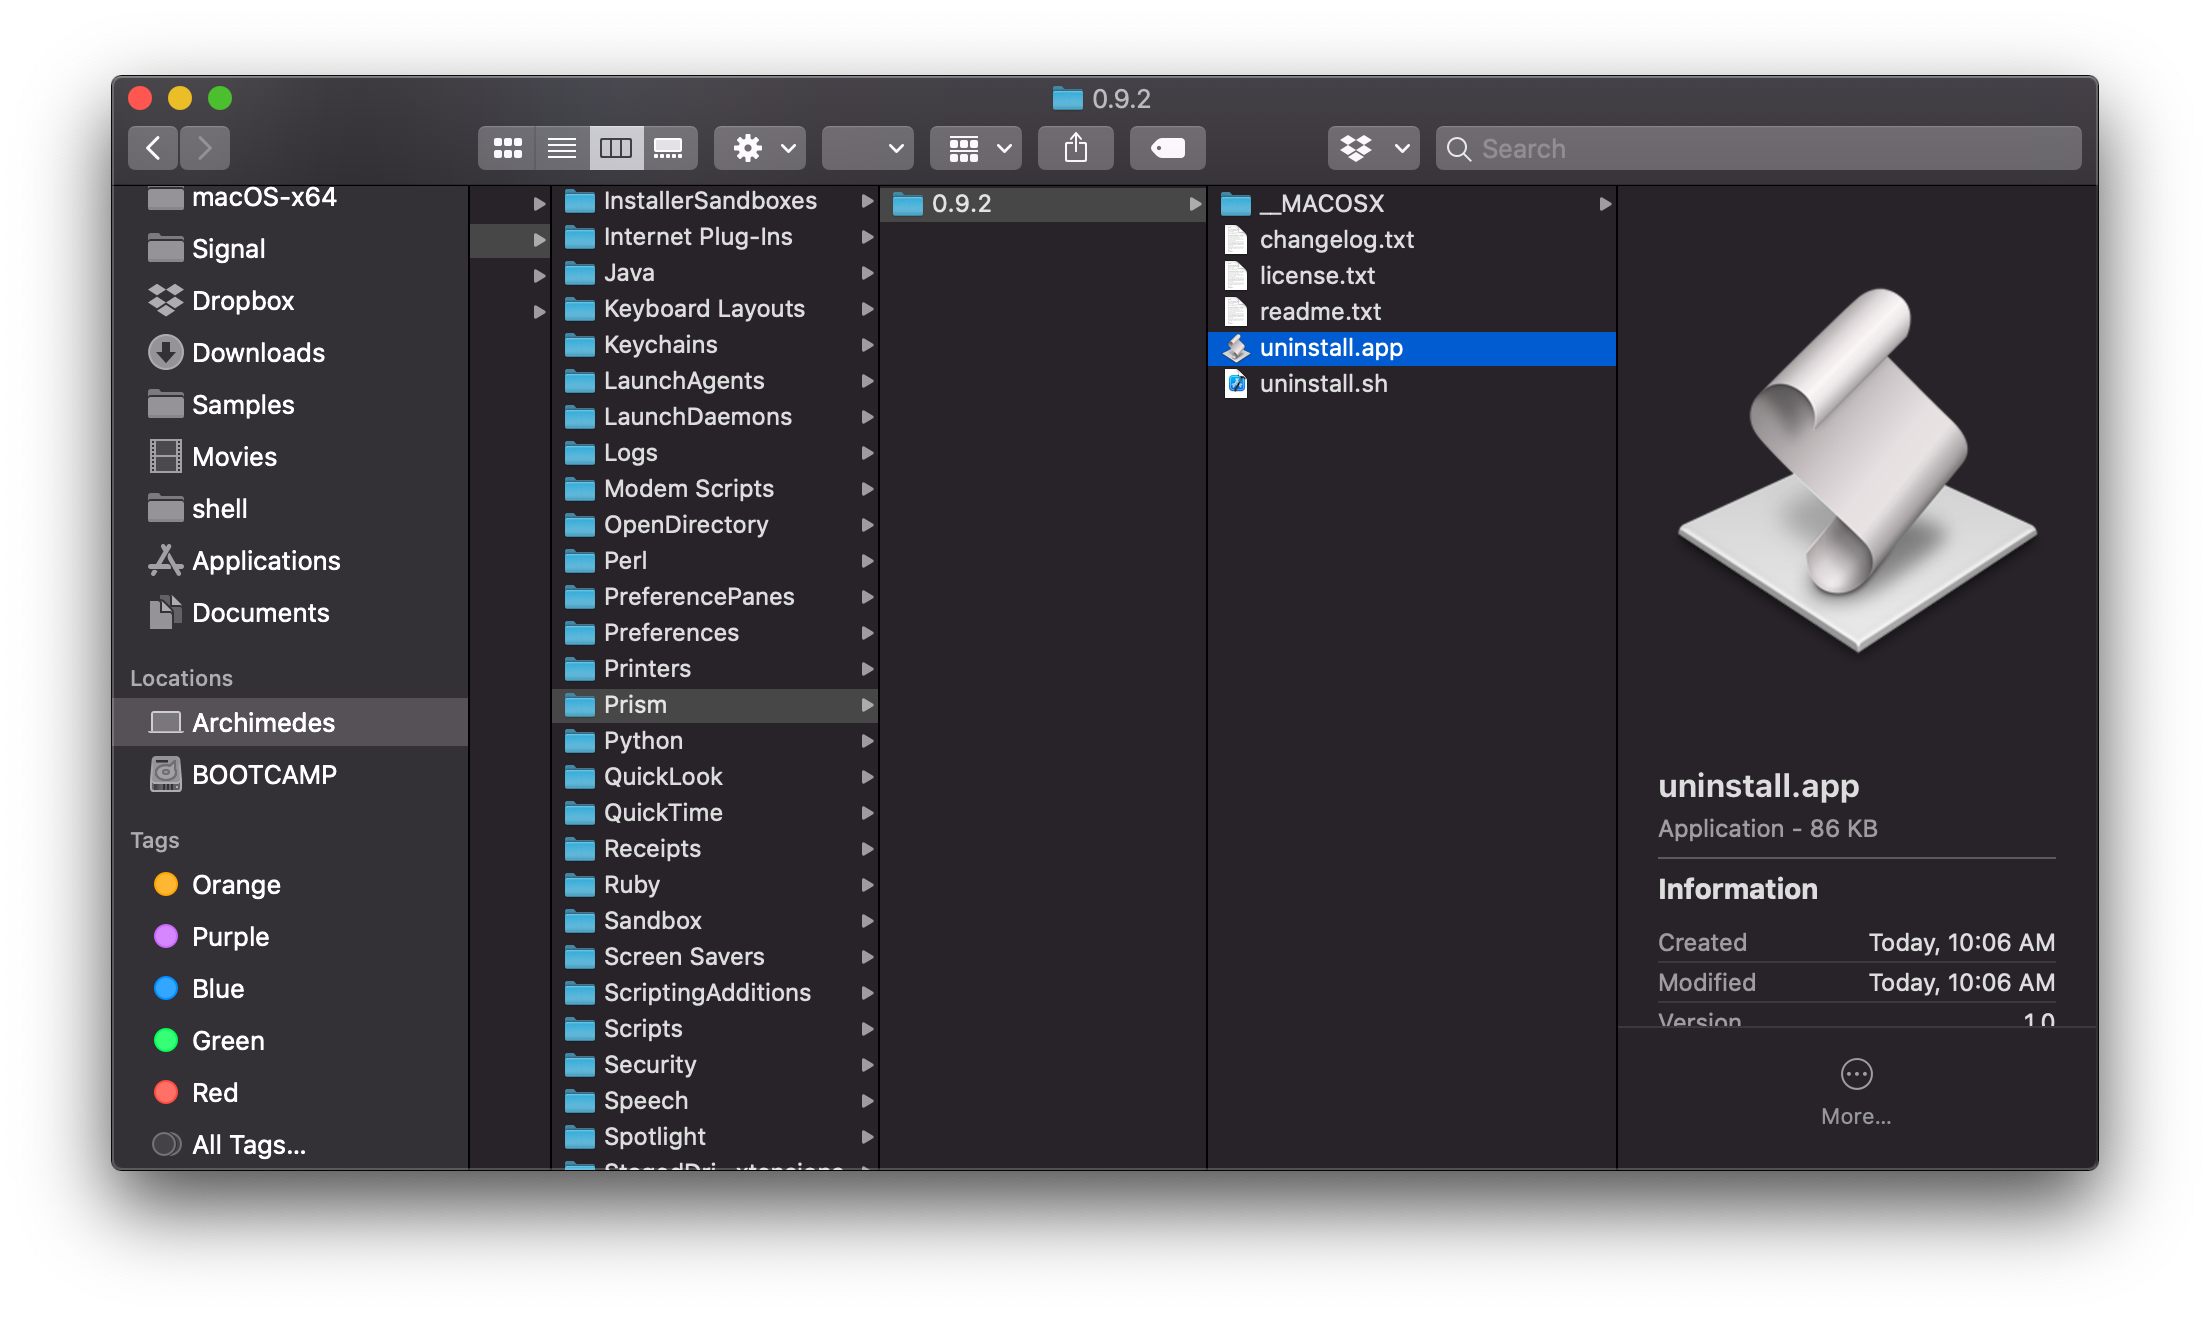 0.9.2
Search
macOS-x64
Signal
Dropbox
Downloads
Samples
Movies
shell
Applications
Documents
Locations
Archimedes
BOOTCAMP
Tags
Orange
Purple
Blue
Green
Red
All Tags...
InstallerSandboxes
Internet Plug-Ins
Java
Keyboard Layouts
Keychains
LaunchAgents
LaunchDaemons
Logs
Modem Scripts
OpenDirectory
Perl
PreferencePanes
Preferences
Printers
Prism
Python
QuickLook
QuickTime
Receipts
Ruby
Sandbox
Screen Savers
ScriptingAdditions
Scripts
Security
Speech
Spotlight
StagedDri...xtensions
0.9.2
__MACOSX
changelog.txt
license.txt
readme.txt
uninstall.app
uninstall.sh
uninstall.app
Application - 86 KB
Information
Created Today, 10:06 AM
Modified Today, 10:06 AM
Version 1.0
More...